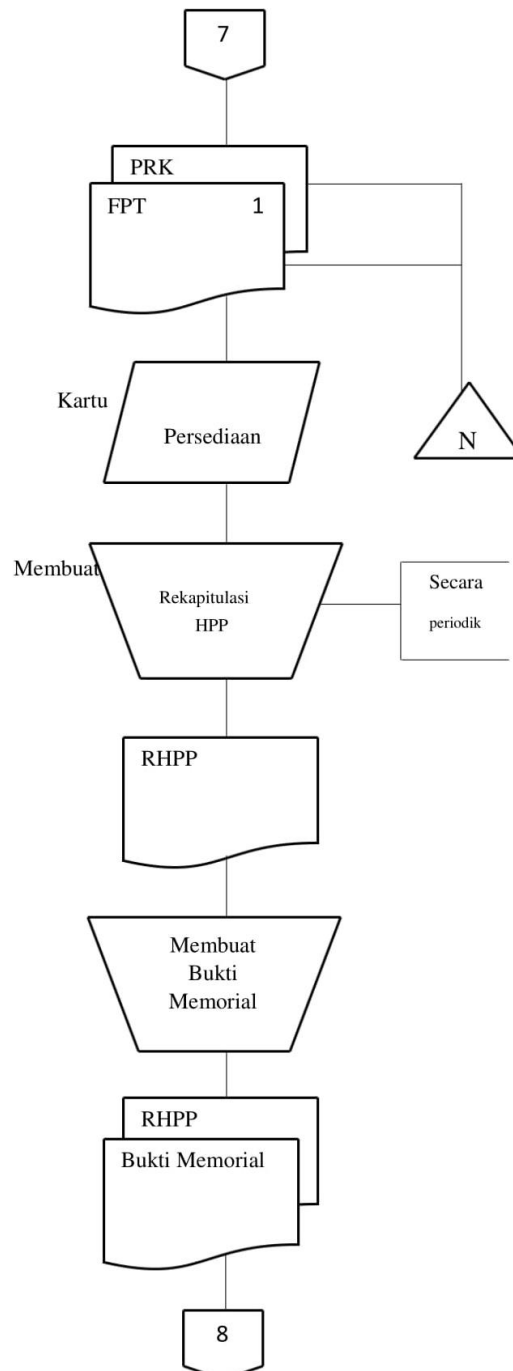 7
PRK
FPT 1
Kartu
Persediaan
N
Membuat
Rekapitulasi
HPP
Secara
periodik
RHPP
Membuat
Bukti
Memorial
RHPP
Bukti Memorial
8